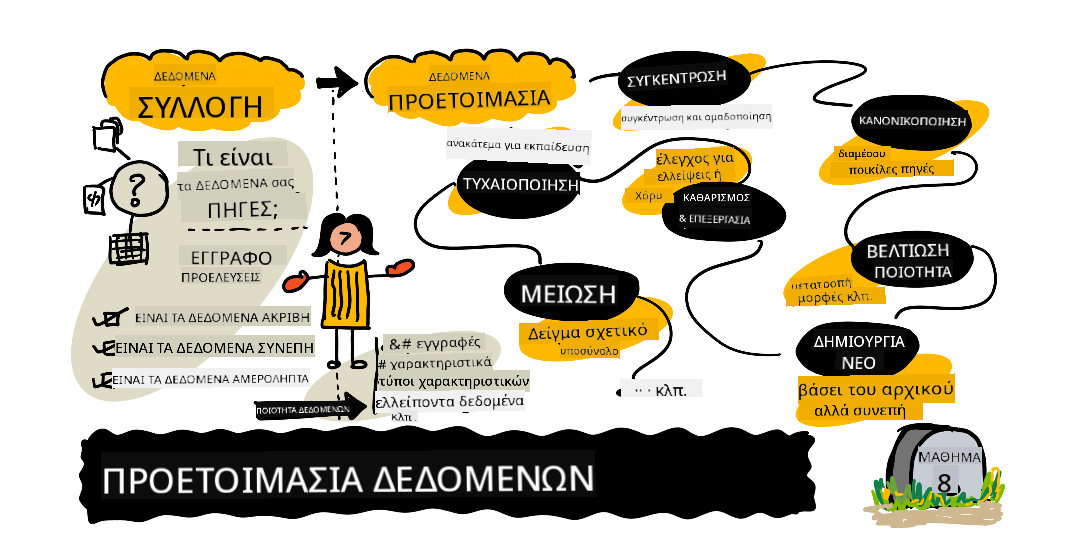 ΔΕΔΟΜΕΝΑ
ΣΥΛΛΟΓΗ
Τι είναι
τα ΔΕΔΟΜΕΝΑ σας
ΠΗΓΕΣ;
ΕΓΓΡΑΦΟ
ΠΡΟΕΛΕΥΣΕΙΣ
ΕΙΝΑΙ ΤΑ ΔΕΔΟΜΕΝΑ ΑΚΡΙΒΗ
ΕΙΝΑΙ ΤΑ ΔΕΔΟΜΕΝΑ ΣΥΝΕΠΗ
ΕΙΝΑΙ ΤΑ ΔΕΔΟΜΕΝΑ ΑΜΕΡΟΛΗΠΤΑ
ΔΕΔΟΜΕΝΑ
ΠΡΟΕΤΟΙΜΑΣΙΑ
ΣΥΓΚΕΝΤΡΩΣΗ
συγκέντρωση και ομαδοποίηση
ΚΑΝΟΝΙΚΟΠΟΙΗΣΗ
διαμέσου
ποικίλες πηγές
ανακάτεμα για εκπαίδευση
ΤΥΧΑΙΟΠΟΙΗΣΗ
έλεγχος για
ελλείψεις ή
Χόρυ
ΚΑΘΑΡΙΣΜΟΣ
& ΕΠΕΞΕΡΓΑΣΙΑ
ΒΕΛΤΙΩΣΗ
ΠΟΙΟΤΗΤΑ
μετατροπή
μορφές κλπ.
ΜΕΙΩΣΗ
Δείγμα σχετικό
υποσύνολο
κλπ.
ΔΗΜΙΟΥΡΓΙΑ
ΝΕΟ
βάσει του αρχικού
αλλά συνεπή
?
ΠΟΙΟΤΗΤΑ ΔΕΔΟΜΕΝΩΝ
&# εγγραφές
# χαρακτηριστικά
τύποι χαρακτηριστικών
ελλείποντα δεδομένα
κλπ.
ΠΡΟΕΤΟΙΜΑΣΙΑ ΔΕΔΟΜΕΝΩΝ
ΜΑΘΗΜΑ
8